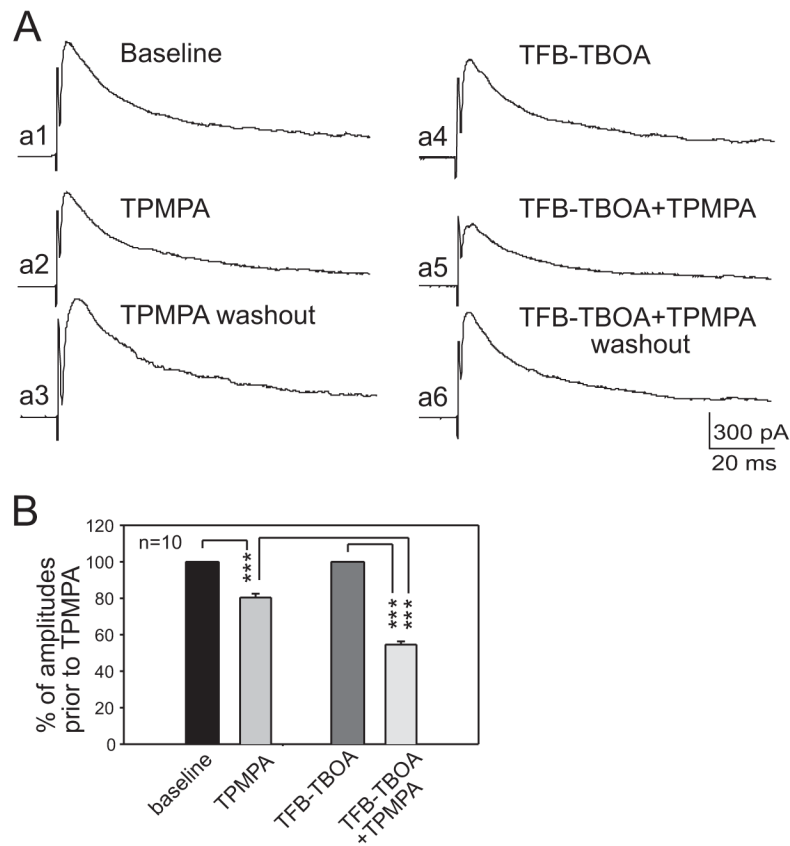 A
Baseline
a1
TPMPA
a2
TPMPA washout
a3
TFB-TBOA
a4
TFB-TBOA+TPMPA
a5
TFB-TBOA+TPMPA
washout
a6
300 pA
20 ms
B
% of amplitudes
prior to TPMPA
120
100
80
60
40
20
0
n=10
***
***
***
baseline
TPMPA
TFB-TBOA
TFB-TBOA
+TPMPA